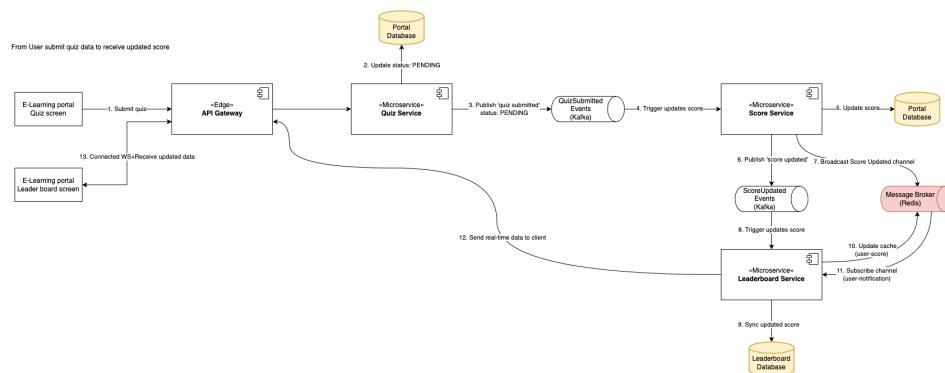 From User submit quiz data to receive updated score
Portal
Database
2. Update status: PENDING
E-Learning portal
Quiz screen
1. Submit quiz
«Edge»
API Gateway
«Microservice»
Quiz Service
3. Publish 'quiz submitted'
status: PENDING
QuizSubmitted
Events
(Kafka)
4. Trigger updates score
«Microservice»
Score Service
5. Update score
Portal
Database
13. Connected WS+Receive updated data
E-Learning portal
Leader board screen
6. Publish 'score updated'
7. Broadcast Score Updated channel
ScoreUpdated
Events
(Kafka)
Message Broker
(Redis)
8. Trigger updates score
12. Send real-time data to client
10. Update cache
(user-score)
«Microservice»
Leaderboard Service
11. Subscribe channel
(user-notification)
9. Sync updated score
Leaderboard
Database